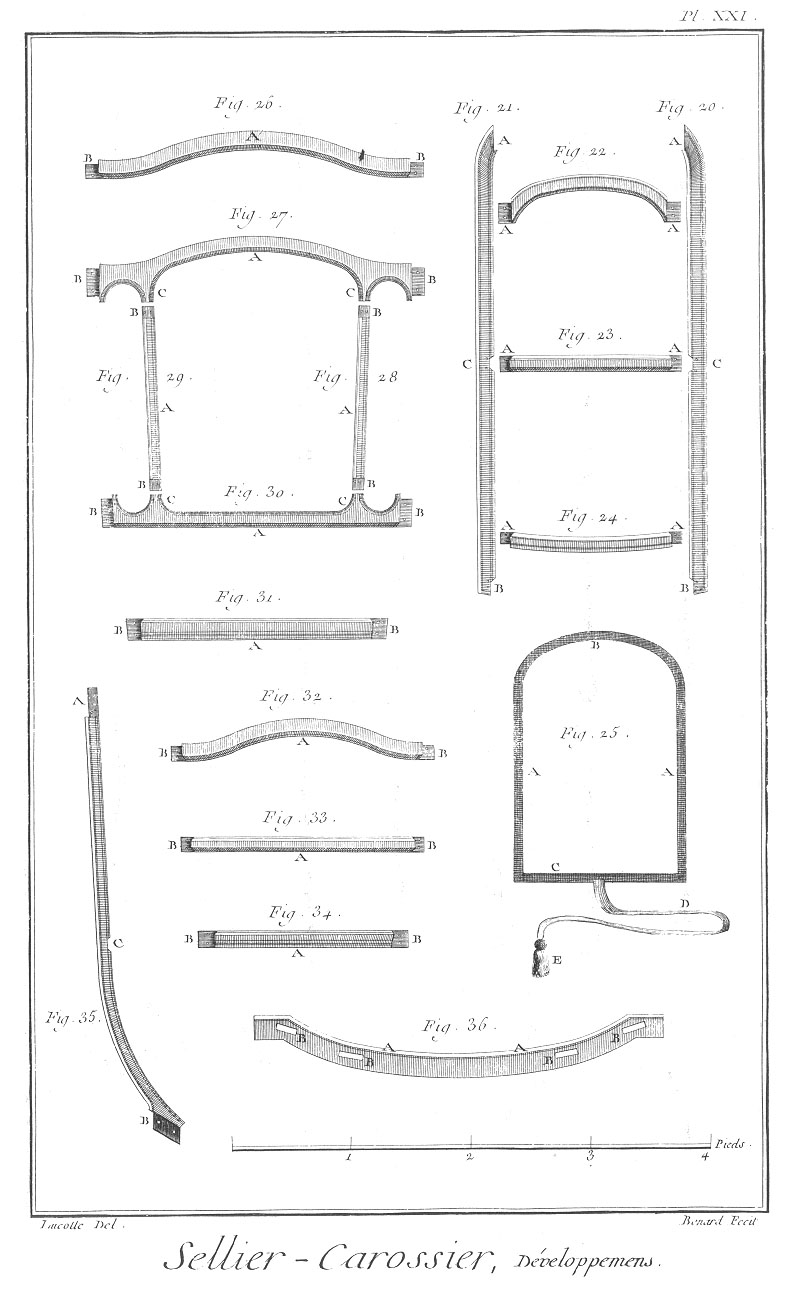 Pl. XXI.
Fig. 26.
Fig. 21.
Fig. 20.
A
B
B
A
A
Fig. 22.
A
A
Fig. 27.
A
B
B
C
C
B
B
Fig. 23.
A
A
C
C
Fig. 29
Fig. 28
A
A
B
B
C
C
Fig. 30.
B
B
A
Fig. 24.
A
A
B
B
Fig. 31.
B
B
A
B
Fig. 32.
A
A
B
B
Fig. 25.
A
A
Fig. 33.
B
B
A
C
D
Fig. 34.
B
B
A
C
E
Fig. 35.
Fig. 36.
A
A
B
B
B
B
B
Pieds.
1
2
3
4
Lucotte Del.
Benard Fecit
Sellier - Carossier, Développemens.